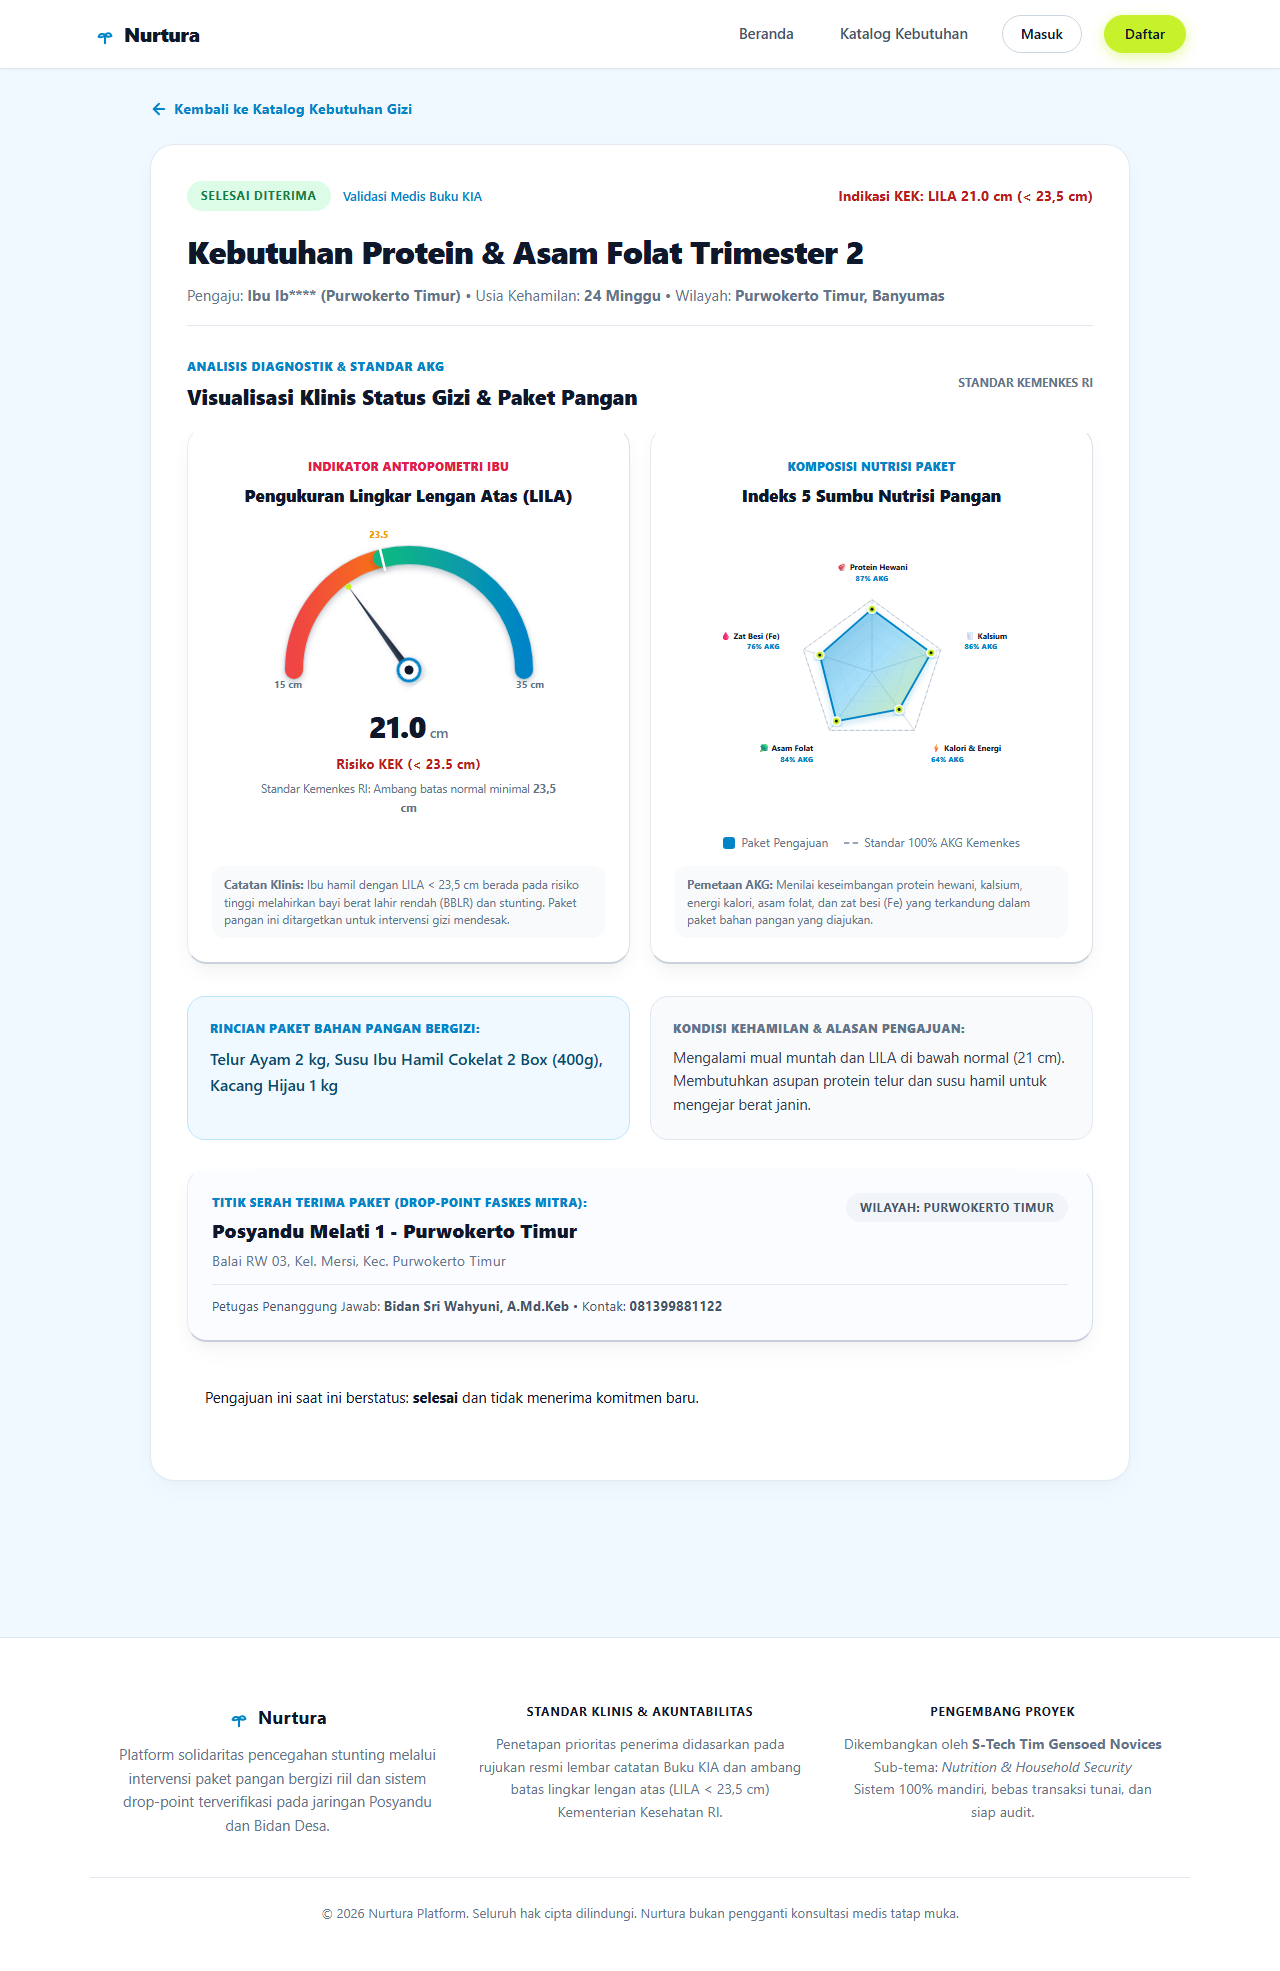 Nurtura
Beranda
Katalog Kebutuhan
Masuk
Daftar
← Kembali ke Katalog Kebutuhan Gizi
SELESAI DITERIMA
Validasi Medis Buku KIA
Indikasi KEK: LILA 21.0 cm (< 23,5 cm)
Kebutuhan Protein & Asam Folat Trimester 2
Pengaju: Ibu Ib**** (Purwokerto Timur) • Usia Kehamilan: 24 Minggu • Wilayah: Purwokerto Timur, Banyumas
ANALISIS DIAGNOSTIK & STANDAR AKG
Visualisasi Klinis Status Gizi & Paket Pangan
STANDAR KEMENKES RI
INDIKATOR ANTROPOMETRI IBU
Pengukuran Lingkar Lengan Atas (LILA)
23.5
15 cm
35 cm
21.0 cm
Risiko KEK (< 23.5 cm)
Standar Kemenkes RI: Ambang batas normal minimal 23,5
cm
Catatan Klinis: Ibu hamil dengan LILA < 23,5 cm berada pada risiko
tinggi melahirkan bayi berat lahir rendah (BBLR) dan stunting. Paket
pangan ini ditargetkan untuk intervensi gizi mendesak.
KOMPOSISI NUTRISI PAKET
Indeks 5 Sumbu Nutrisi Pangan
Protein Hewani
87% AKG
Zat Besi (Fe)
76% AKG
Kalsium
86% AKG
Asam Folat
84% AKG
Kalori & Energi
64% AKG
Paket Pengajuan
Standar 100% AKG Kemenkes
Pemetaan AKG: Menilai keseimbangan protein hewani, kalsium,
energi kalori, asam folat, dan zat besi (Fe) yang terkandung dalam
paket bahan pangan yang diajukan.
RINCIAN PAKET BAHAN PANGAN BERGIZI:
Telur Ayam 2 kg, Susu Ibu Hamil Cokelat 2 Box (400g),
Kacang Hijau 1 kg
KONDISI KEHAMILAN & ALASAN PENGAJUAN:
Mengalami mual muntah dan LILA di bawah normal (21 cm).
Membutuhkan asupan protein telur dan susu hamil untuk
mengejar berat janin.
TITIK SERAH TERIMA PAKET (DROP-POINT FASKES MITRA):
WILAYAH: PURWOKERTO TIMUR
Posyandu Melati 1 - Purwokerto Timur
Balai RW 03, Kel. Mersi, Kec. Purwokerto Timur
Petugas Penanggung Jawab: Bidan Sri Wahyuni, A.Md.Keb • Kontak: 081399881122
Pengajuan ini saat ini berstatus: selesai dan tidak menerima komitmen baru.
Nurtura
Platform solidaritas pencegahan stunting melalui
intervensi paket pangan bergizi riil dan sistem
drop-point terverifikasi pada jaringan Posyandu
dan Bidan Desa.
STANDAR KLINIS & AKUNTABILITAS
Penetapan prioritas penerima didasarkan pada
rujukan resmi lembar catatan Buku KIA dan ambang
batas lingkar lengan atas (LILA < 23,5 cm)
Kementerian Kesehatan RI.
PENGEMBANG PROYEK
Dikembangkan oleh S-Tech Tim Gensoed Novices
Sub-tema: Nutrition & Household Security
Sistem 100% mandiri, bebas transaksi tunai, dan
siap audit.
© 2026 Nurtura Platform. Seluruh hak cipta dilindungi. Nurtura bukan pengganti konsultasi medis tatap muka.